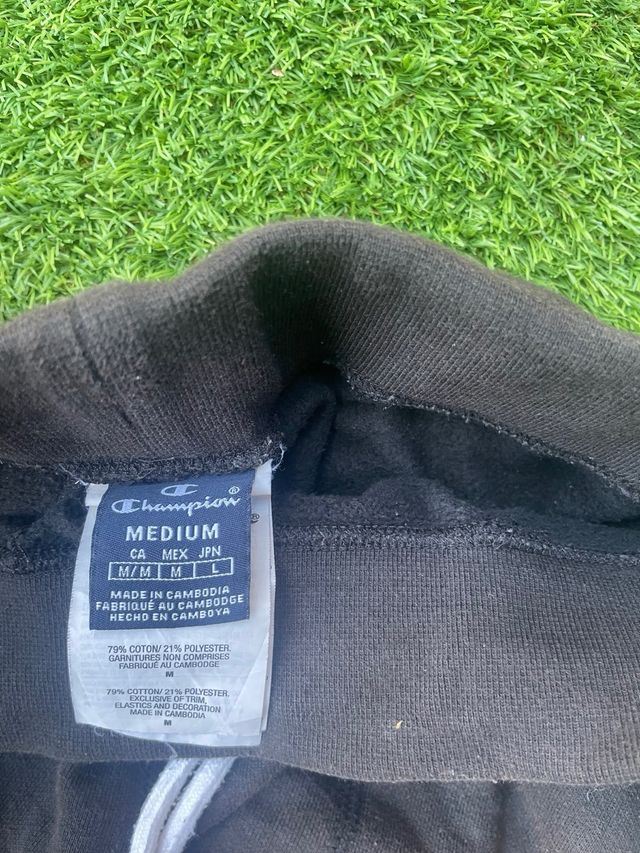 Champion®
®
MEDIUM
CA MEX JPN
M/M M L
MADE IN CAMBODIA
FABRIQUÉ AU CAMBODGE
HECHO EN CAMBOYA
79% COTTON/ 21% POLYESTER.
GARNITURES NON COMPRISES
FABRIQUÉ AU CAMBODGE
M
79% COTTON/ 21% POLYESTER.
EXCLUSIVE OF TRIM,
ELASTICS AND DECORATION
MADE IN CAMBODIA
M